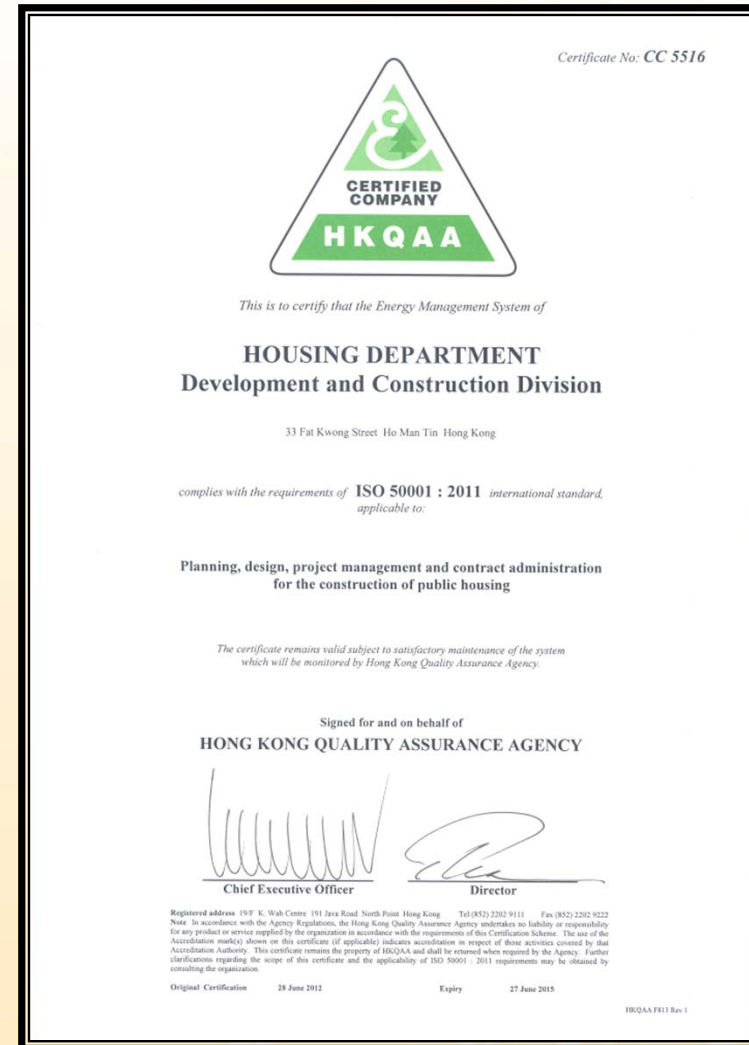 Certificate No: CC 5516
CERTIFIED
COMPANY
HKQAA
This is to certify that the Energy Management System of
HOUSING DEPARTMENT
Development and Construction Division
33 Fat Kwong Street Ho Man Tin Hong Kong
complies with the requirements of ISO 50001 : 2011 international standard,
applicable to:
Planning, design, project management and contract administration
for the construction of public housing
The certificate remains valid subject to satisfactory maintenance of the system
which will be monitored by Hong Kong Quality Assurance Agency.
Signed for and on behalf of
HONG KONG QUALITY ASSURANCE AGENCY
Chief Executive Officer Director
Registered address 19/F K. Wah Centre 191 Java Road North Point Hong Kong Tel (852) 2202 9111 Fax (852) 2202 9222
Note In accordance with the Agency Regulations, the Hong Kong Quality Assurance Agency undertakes no liability or responsibility
for any product or service supplied by the organization in accordance with the requirements of this Certification Scheme. The use of the
Accreditation mark(s) shown on this certificate (if applicable) indicates accreditation in respect of those activities covered by that
Accreditation Authority. This certificate remains the property of HKQAA and shall be returned when required by the Agency. Further
clarifications regarding the scope of this certificate and the applicability of ISO 50001 : 2011 requirements may be obtained by
consulting the organization.
Original Certification 28 June 2012 Expiry 27 June 2015
HKQAA F813 Rev 1